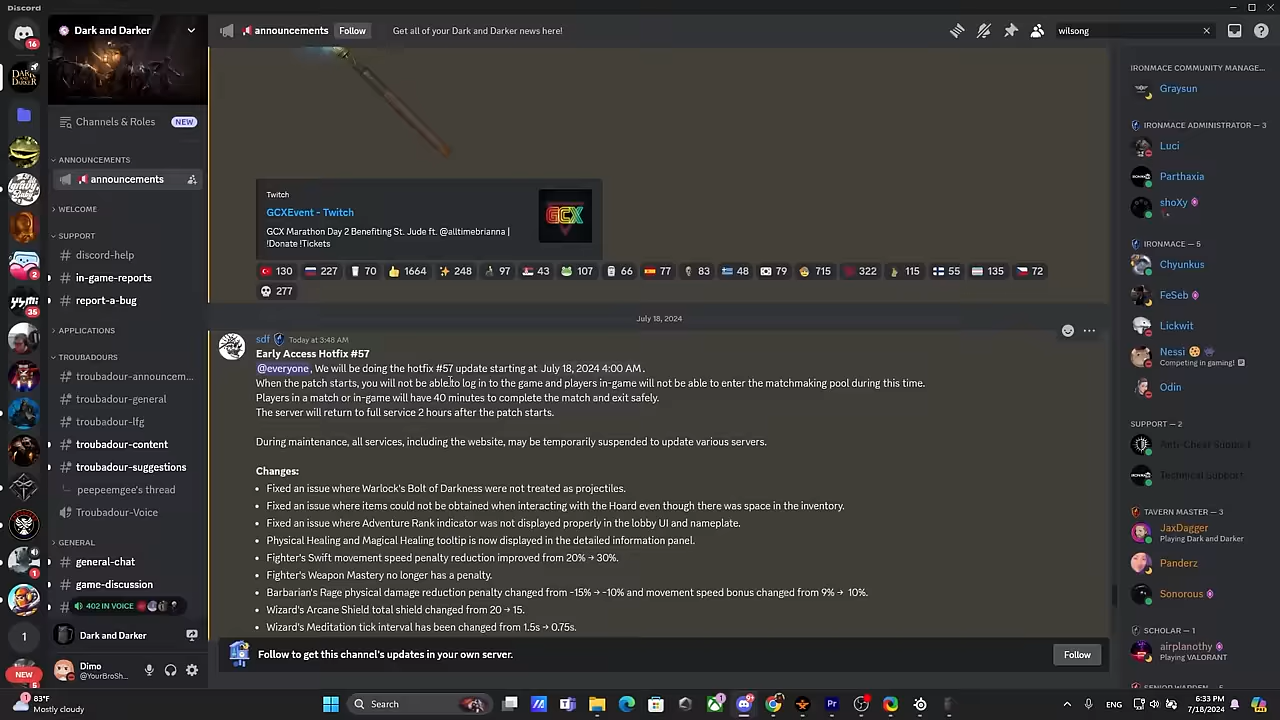 Discord
Dark and Darker
announcements
Follow
Get all of your Dark and Darker news here!
wilsong
16
Channels & Roles
NEW
ANNOUNCEMENTS
announcements
WELCOME
SUPPORT
discord-help
in-game-reports
2
report-a-bug
35
APPLICATIONS
TROUBADOURS
troubadour-announcem...
troubadour-general
troubadour-lfg
troubadour-content
troubadour-suggestions
peepeemgee's thread
Troubadour-Voice
GENERAL
general-chat
1
game-discussion
402 IN VOICE
1
Dark and Darker
NEW
Dimo
@YourBroSh...
Twitch
GCXEvent - Twitch
GCX Marathon Day 2 Benefiting St. Jude ft. @alltimebrianna |
!Donate !Tickets
GCX
130 227 70 1664 248 97 43 107 66 77 83 48 79 715 322 115 55 135 72
277
July 18, 2024
sdf Today at 3:48 AM
Early Access Hotfix #57
@everyone, We will be doing the hotfix #57 update starting at July 18, 2024 4:00 AM.
When the patch starts, you will not be able to log in to the game and players in-game will not be able to enter the matchmaking pool during this time.
Players in a match or in-game will have 40 minutes to complete the match and exit safely.
The server will return to full service 2 hours after the patch starts.
During maintenance, all services, including the website, may be temporarily suspended to update various servers.
Changes:
• Fixed an issue where Warlock's Bolt of Darkness were not treated as projectiles.
• Fixed an issue where items could not be obtained when interacting with the Hoard even though there was space in the inventory.
• Fixed an issue where Adventure Rank indicator was not displayed properly in the lobby UI and nameplate.
• Physical Healing and Magical Healing tooltip is now displayed in the detailed information panel.
• Fighter's Swift movement speed penalty reduction improved from 20% → 30%.
• Fighter's Weapon Mastery no longer has a penalty.
• Barbarian's Rage physical damage reduction penalty changed from -15% → -10% and movement speed bonus changed from 9% → 10%.
• Wizard's Arcane Shield total shield changed from 20 → 15.
• Wizard's Meditation tick interval has been changed from 1.5s → 0.75s.
Follow to get this channel's updates in your own server.
Follow
IRONMACE COMMUNITY MANAGE...
Graysun
IRONMACE ADMINISTRATOR — 3
Luci
Parthaxia
shoXy
IRONMACE — 5
Chyunkus
FeSeb
Lickwit
Nessi
Competing in gaming!
Odin
SUPPORT — 2
Anti-Cheat Support
Technical Support
TAVERN MASTER — 3
JaxDagger
Playing Dark and Darker
Panderz
Sonorous
SCHOLAR — 1
airplanothy
Playing VALORANT
83°F
Mostly cloudy
Search
ENG
6:33 PM
7/18/2024